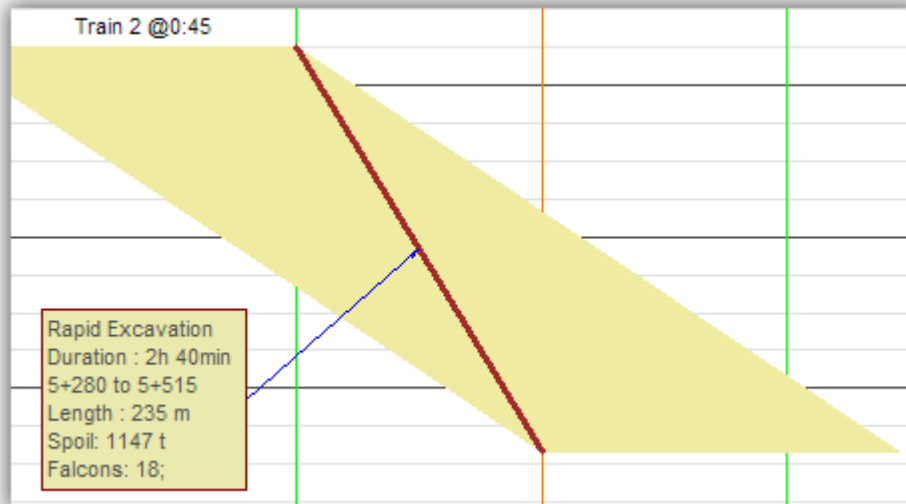 Train 2 @0:45
Rapid Excavation
Duration : 2h 40min
5+280 to 5+515
Length : 235 m
Spoil: 1147 t
Falcons: 18;